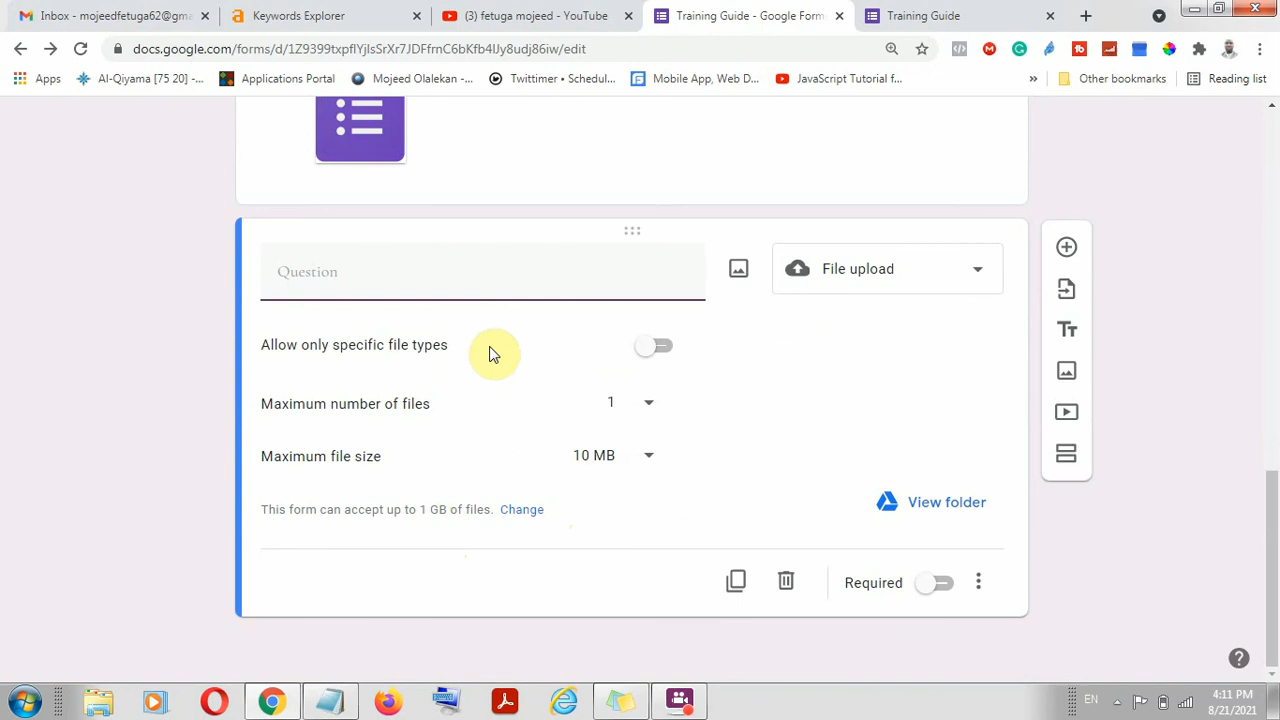 Inbox - mojeedfetuga62@gma
Keywords Explorer
(2) fetuga mojeed - YouTube
Training Guide - Google Form
Training Guide
docs.google.com/forms/d/1Z9399txpflYjIsSrXr7JDFfmC6bKfb4Uy8udj86iw/edit
Apps
Al-Qiyama [75 20] -...
Applications Portal
Mojeed Olalekan -...
Twittimer • Schedul...
Mobile App, Web D...
JavaScript Tutorial f...
»
Other bookmarks
Reading list
Question
File upload
Allow only specific file types
Maximum number of files
1
Maximum file size
10 MB
This form can accept up to 1 GB of files. Change
View folder
Required
EN
4:11 PM
8/21/2021